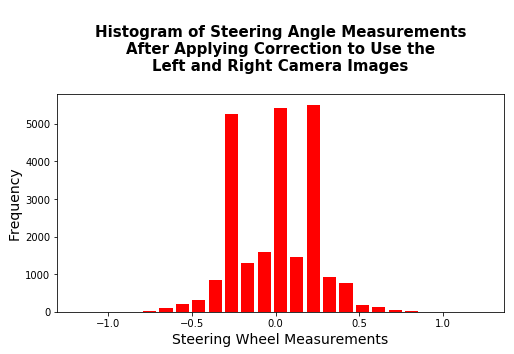 Histogram of Steering Angle Measurements
After Applying Correction to Use the
Left and Right Camera Images
5000
4000
3000
2000
1000
0
Frequency
−1.0 −0.5 0.0 0.5 1.0
Steering Wheel Measurements